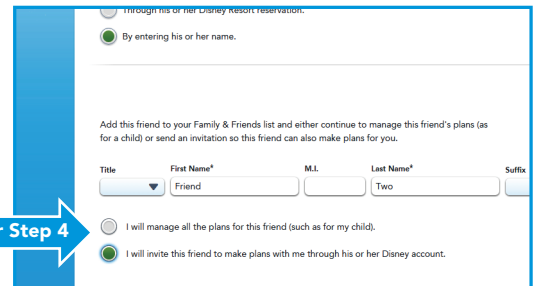 Through his or her Disney Resort reservation.
By entering his or her name.
Add this friend to your Family & Friends list and either continue to manage this friend's plans (as
for a child) or send an invitation so this friend can also make plans for you.
Title First Name* M.I. Last Name* Suffix
Friend Two
r Step 4
I will manage all the plans for this friend (such as for my child).
I will invite this friend to make plans with me through his or her Disney account.